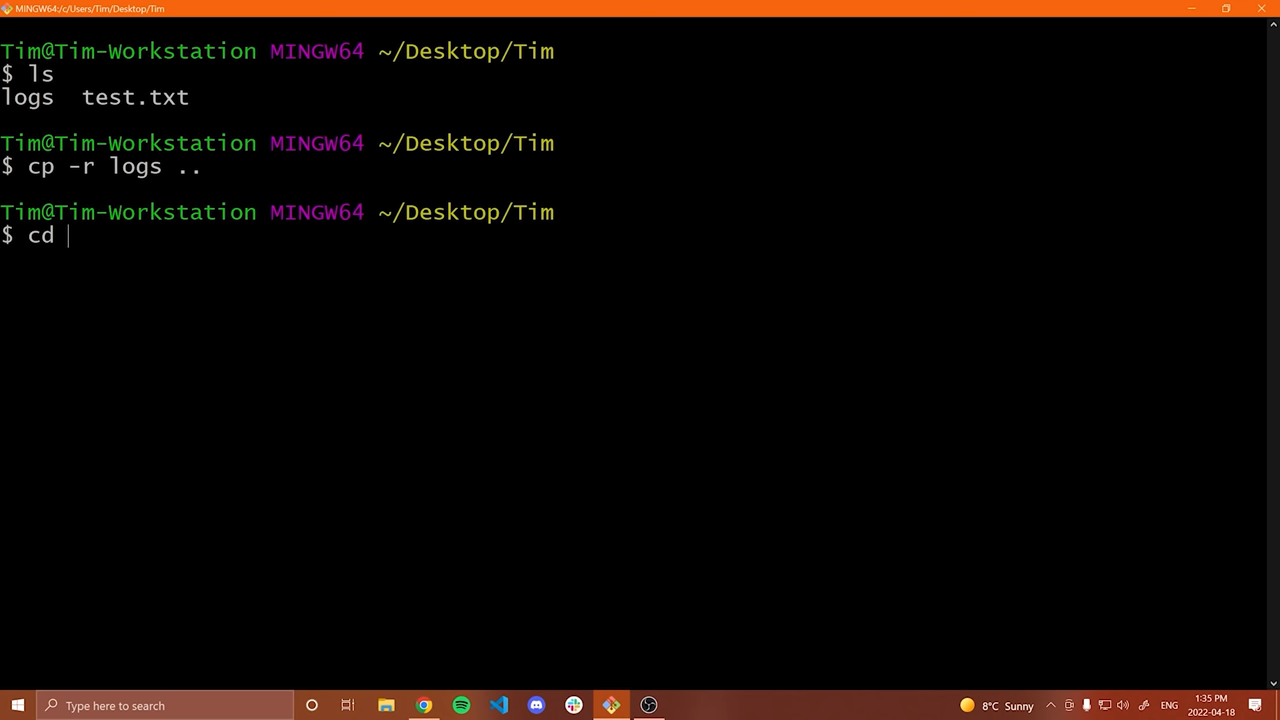 MINGW64:/c/Users/Tim/Desktop/Tim
Tim@Tim-Workstation MINGW64 ~/Desktop/Tim
$ ls
logs  test.txt
Tim@Tim-Workstation MINGW64 ~/Desktop/Tim
$ cp -r logs ..
Tim@Tim-Workstation MINGW64 ~/Desktop/Tim
$ cd
Type here to search
8°C Sunny
ENG
1:35 PM
2022-04-18